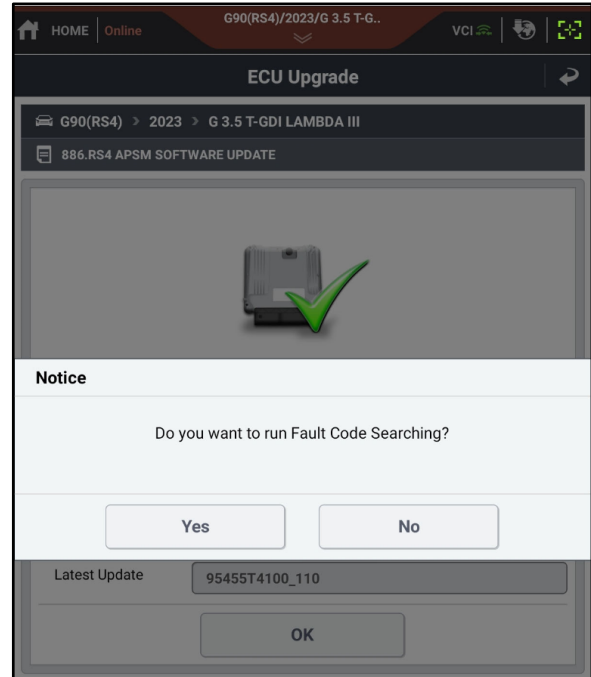 G90(RS4)/2023/G 3.5 T-G..
HOME Online VCI
ECU Upgrade
G90(RS4) > 2023 > G 3.5 T-GDI LAMBDA III
886.RS4 APSM SOFTWARE UPDATE
Notice
Do you want to run Fault Code Searching?
Yes No
Latest Update 95455T4100_110
OK